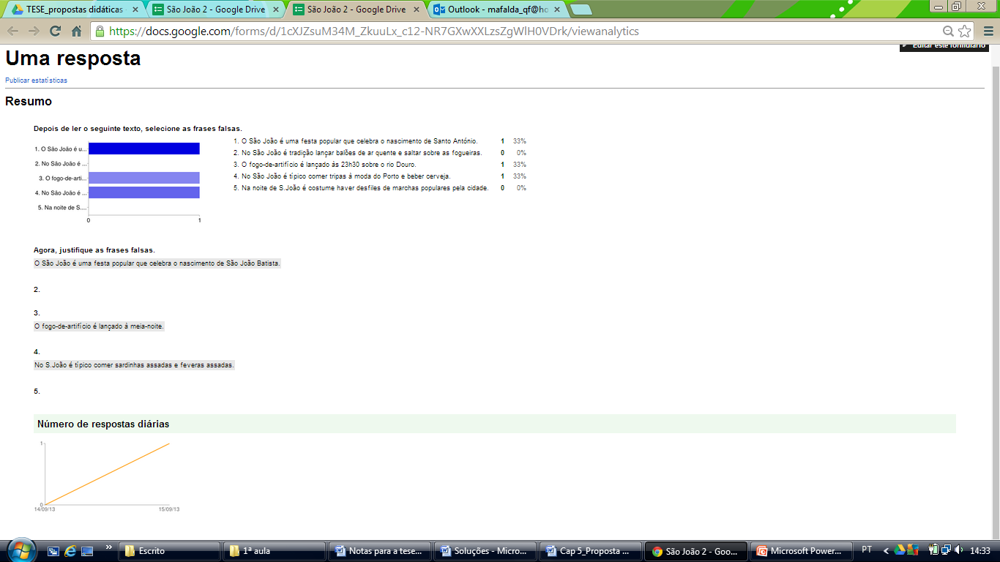 TESE_propostas didáticas
São João 2 - Google Drive
São João 2 - Google Drive
Outlook - mafalda_qf@ho
https://docs.google.com/forms/d/1cXJZsuM34M_ZkuuLx_c12-NR7GXwXXLzsZgWlH0VDrk/viewanalytics
Editar este formulário
Uma resposta
Publicar estatísticas
Resumo
Depois de ler o seguinte texto, selecione as frases falsas.
1. O São João é u...
2. No São João é ...
3. O fogo-de-arti...
4. No São João é ...
5. Na noite de S....
0 1
1. O São João é uma festa popular que celebra o nascimento de Santo António. 1 33%
2. No São João é tradição lançar balões de ar quente e saltar sobre as fogueiras. 0 0%
3. O fogo-de-artifício é lançado às 23h30 sobre o rio Douro. 1 33%
4. No São João é típico comer tripas à moda do Porto e beber cerveja. 1 33%
5. Na noite de S.João é costume haver desfiles de marchas populares pela cidade. 0 0%
Agora, justifique as frases falsas.
O São João é uma festa popular que celebra o nascimento de São João Batista.
2.
3.
O fogo-de-artifício é lançado à meia-noite.
4.
No S.João é típico comer sardinhas assadas e feveras assadas.
5.
Número de respostas diárias
1
0
14/09/13 15/09/13
Escrito
1ª aula
Notas para a tese...
Soluções - Micro...
Cap 5_Proposta ...
São João 2 - Goo...
Microsoft Power...
PT
14:33